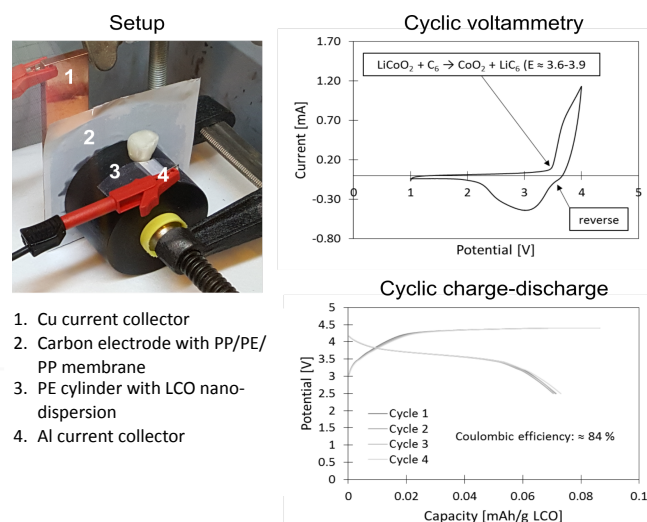 Setup
1
2
3
4
1. Cu current collector
2. Carbon electrode with PP/PE/
PP membrane
3. PE cylinder with LCO nano-
dispersion
4. Al current collector
Cyclic voltammetry
1.70
1.20
0.70
0.20
-0.30
-0.80
Current [mA]
LiCoO₂ + C₆ → CoO₂ + LiC₆ (E ≈ 3.6-3.9
reverse
0 1 2 3 4 5
Potential [V]
Cyclic charge-discharge
5
4.5
4
3.5
3
2.5
2
1.5
1
0.5
0
Potential [V]
Cycle 1
Cycle 2
Cycle 3
Cycle 4
Coulombic efficiency: ≈ 84 %
0 0.02 0.04 0.06 0.08 0.1
Capacity [mAh/g LCO]